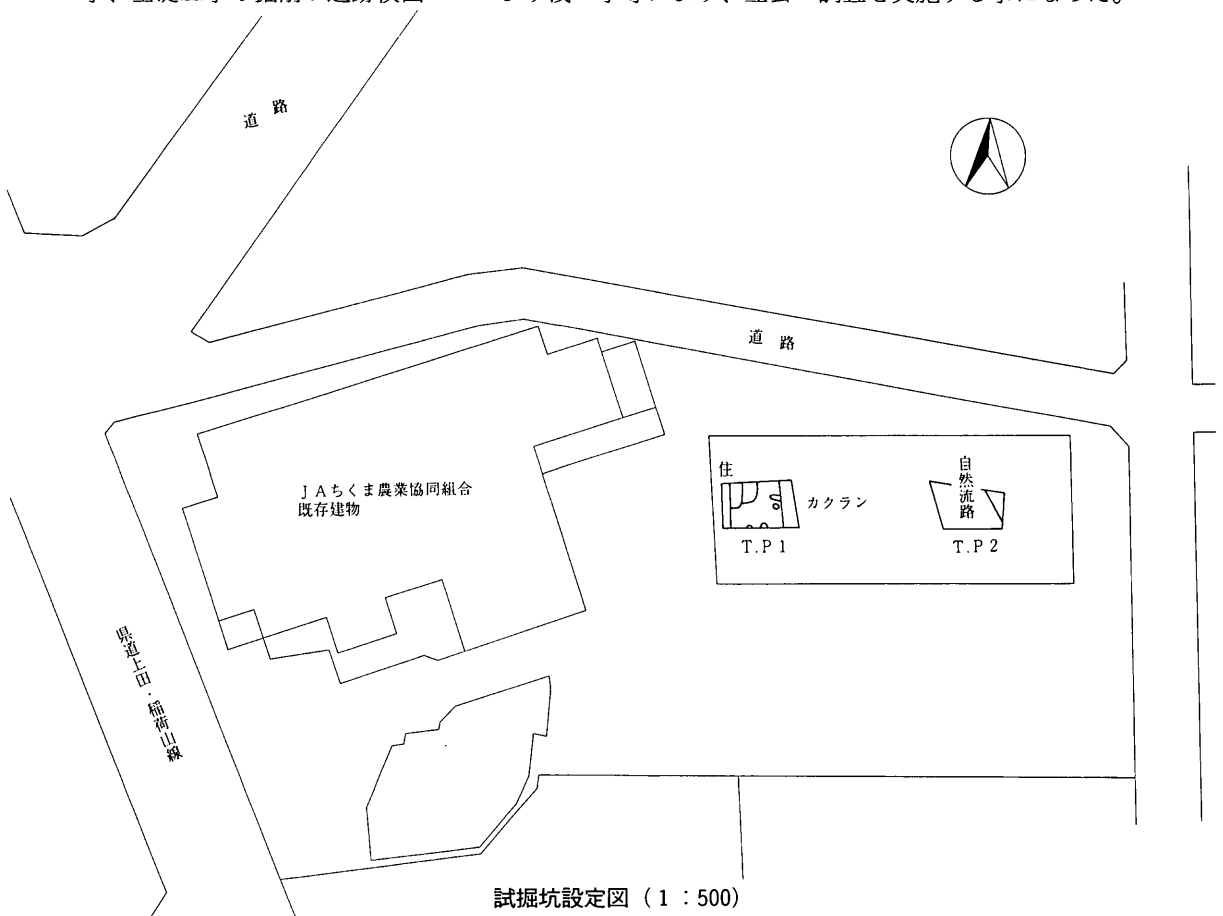 道路
道路
JAちくま農業協同組合
既存建物
住
カクラン
T.P1
自然流路
T.P2
県道上田・稲荷山線
試掘坑設定図(1:500)